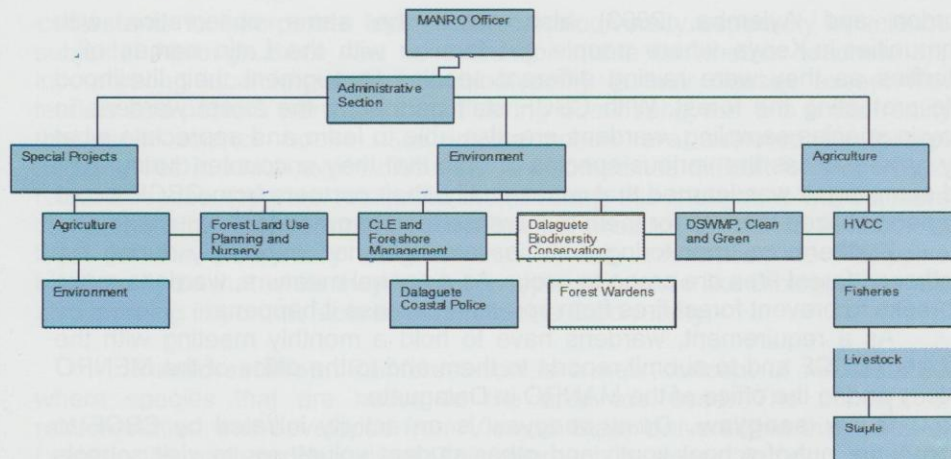 MANRO Officer
Administrative
Section
Special Projects
Environment
Agriculture
Agriculture
Forest Land Use
Planning and
Nursery
CLE and
Foreshore
Management
Dalaguete
Biodiversity
Conservation
DSWMP, Clean
and Green
HVCC
Environment
Dalaguete
Coastal Police
Forest Wardens
Fisheries
Livestock
Staple